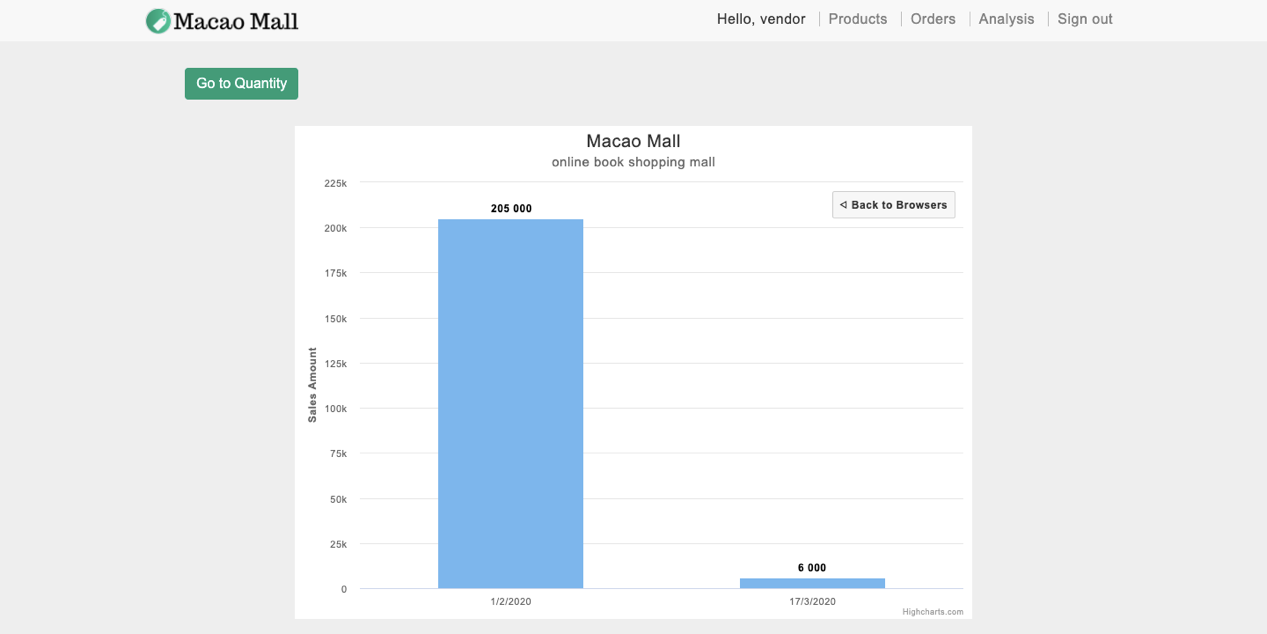 Macao Mall
Hello, vendor
Products
Orders
Analysis
Sign out
Go to Quantity
Macao Mall
online book shopping mall
◁ Back to Browsers
Sales Amount
225k
200k
175k
150k
125k
100k
75k
50k
25k
0
205 000
6 000
1/2/2020
17/3/2020
Highcharts.com